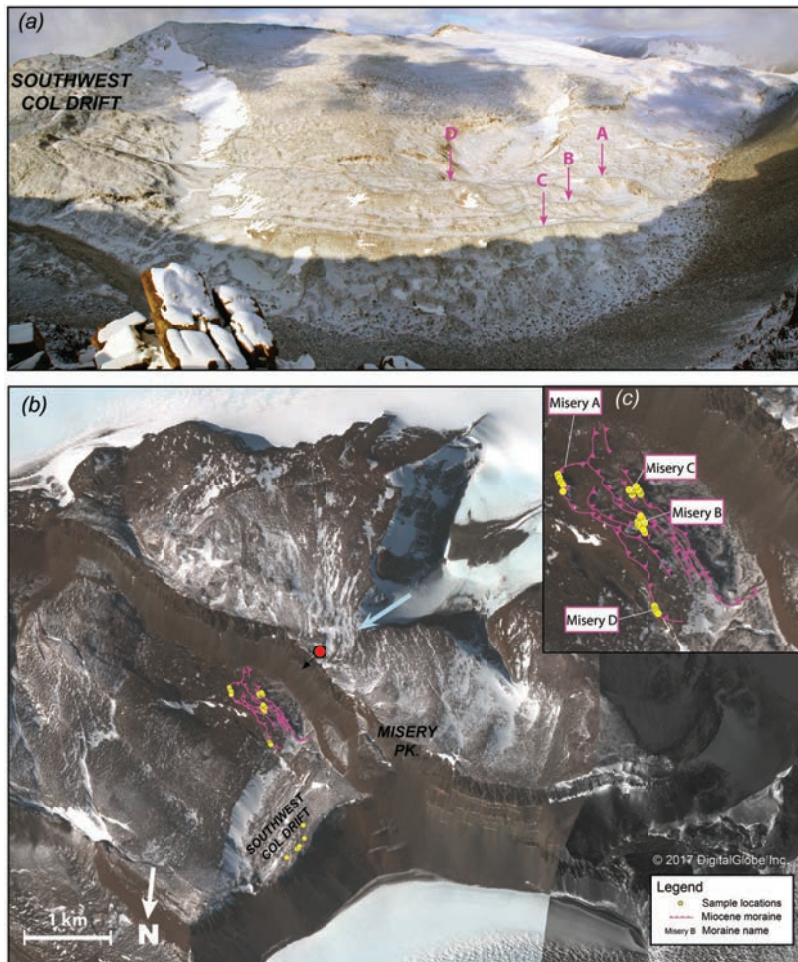 (a)
SOUTHWEST
COL DRIFT
D
A
B
C
(b)
(c)
Misery A
Misery C
Misery B
Misery D
MISERY
PK.
SOUTHWEST
COL DRIFT
1 km
N
© 2017 DigitalGlobe Inc.
Legend
Sample locations
Miocene moraine
Misery B Moraine name